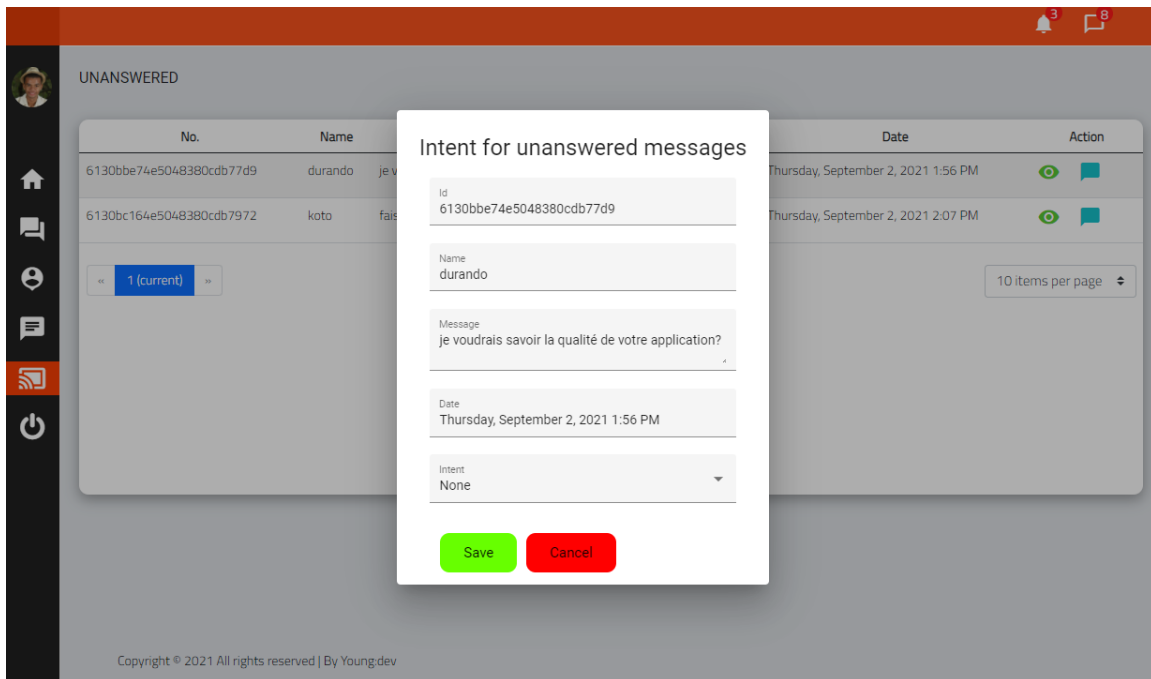 3
8
UNANSWERED
No. Name Date Action
6130bbe74e5048380cdb77d9 durando je v Thursday, September 2, 2021 1:56 PM
6130bc164e5048380cdb7972 koto fais Thursday, September 2, 2021 2:07 PM
« 1 (current) » 10 items per page
Intent for unanswered messages
Id
6130bbe74e5048380cdb77d9
Name
durando
Message
je voudrais savoir la qualité de votre application?
Date
Thursday, September 2, 2021 1:56 PM
Intent
None
Save Cancel
Copyright © 2021 All rights reserved | By Young:dev